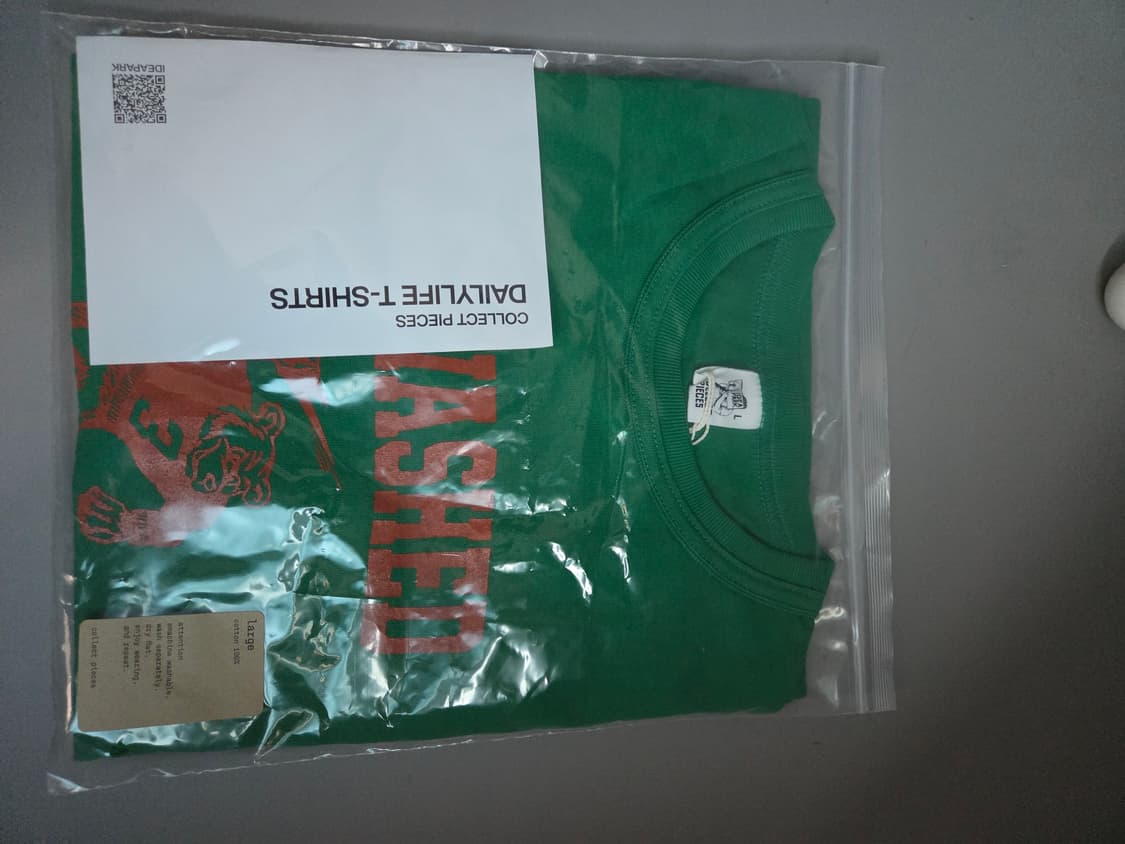 COLLECT PIECES
DAILYLIFE T-SHIRTS
IDEAPARK
ASHED
PIECES
L
large
cotton 100%
attention
machine washable.
wash separately.
dry flat.
enjoy wearing.
and repeat.
collect pieces